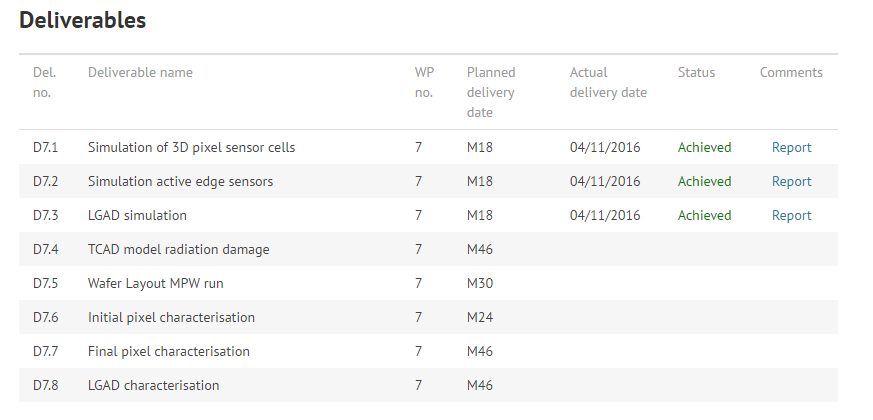 Deliverables
Del. no. Deliverable name WP no. Planned delivery date Actual delivery date Status Comments
D7.1 Simulation of 3D pixel sensor cells 7 M18 04/11/2016 Achieved Report
D7.2 Simulation active edge sensors 7 M18 04/11/2016 Achieved Report
D7.3 LGAD simulation 7 M18 04/11/2016 Achieved Report
D7.4 TCAD model radiation damage 7 M46
D7.5 Wafer Layout MPW run 7 M30
D7.6 Initial pixel characterisation 7 M24
D7.7 Final pixel characterisation 7 M46
D7.8 LGAD characterisation 7 M46